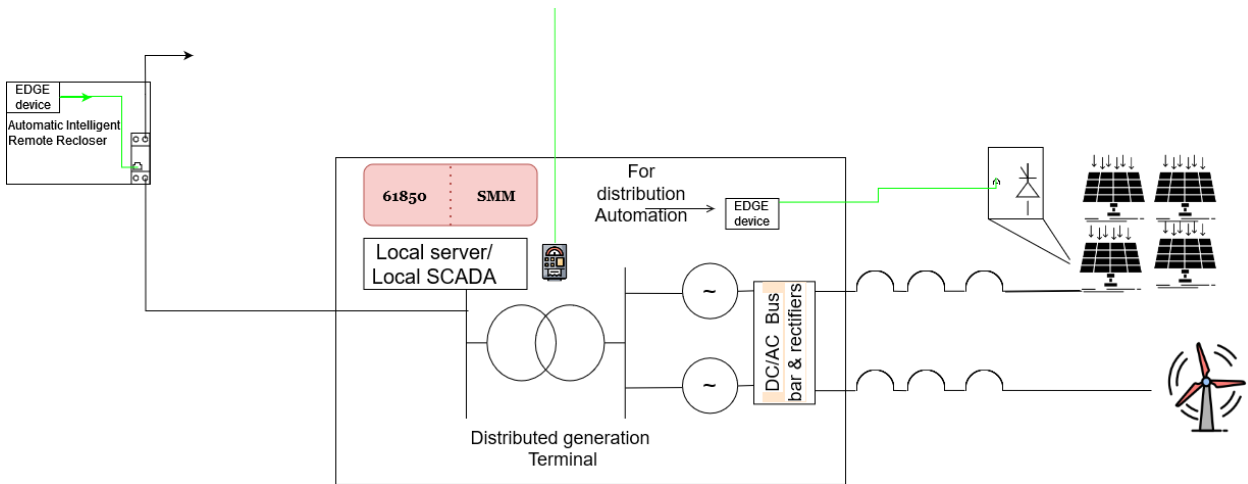 EDGE
device
Automatic Intelligent
Remote Recloser
61850
SMM
For
distribution
Automation
EDGE
device
Local server/
Local SCADA
~
~
DC/AC Bus
bar & rectifiers
Distributed generation
Terminal